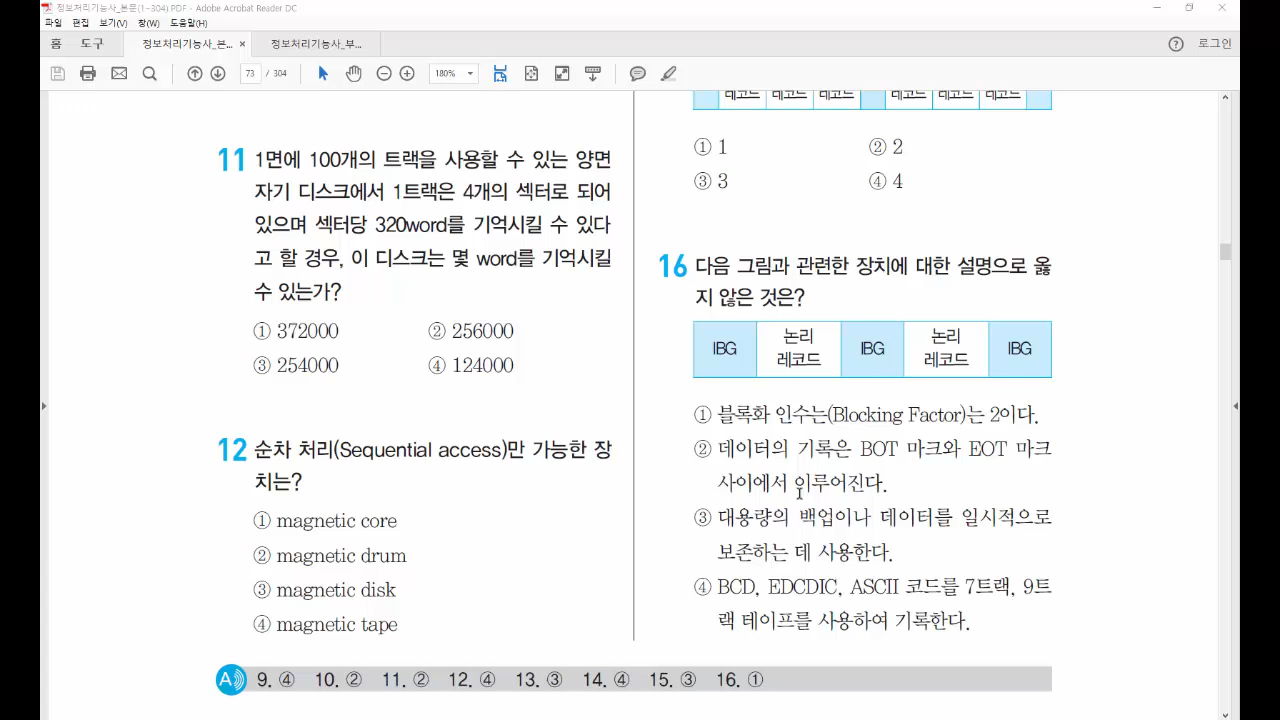 정보처리기능사_본문(1-304).PDF - Adobe Acrobat Reader DC
파일 편집 보기(V) 창(W) 도움말(H)
홈 도구 정보처리기능사_본... × 정보처리기능사_부... 로그인
73 / 304 180%
11 1면에 100개의 트랙을 사용할 수 있는 양면
자기 디스크에서 1트랙은 4개의 섹터로 되어
있으며 섹터당 320word를 기억시킬 수 있다
고 할 경우, 이 디스크는 몇 word를 기억시킬
수 있는가?
① 372000 ② 256000
③ 254000 ④ 124000
12 순차 처리(Sequential access)만 가능한 장
치는?
① magnetic core
② magnetic drum
③ magnetic disk
④ magnetic tape
레코드 레코드 레코드 레코드 레코드 레코드
① 1 ② 2
③ 3 ④ 4
16 다음 그림과 관련한 장치에 대한 설명으로 옳
지 않은 것은?
IBG 논리 레코드 IBG 논리 레코드 IBG
① 블록화 인수는(Blocking Factor)는 2이다.
② 데이터의 기록은 BOT 마크와 EOT 마크
사이에서 이루어진다.
③ 대용량의 백업이나 데이터를 일시적으로
보존하는 데 사용한다.
④ BCD, EDCDIC, ASCII 코드를 7트랙, 9트
랙 테이프를 사용하여 기록한다.
A 9. ④ 10. ② 11. ② 12. ④ 13. ③ 14. ④ 15. ③ 16. ①